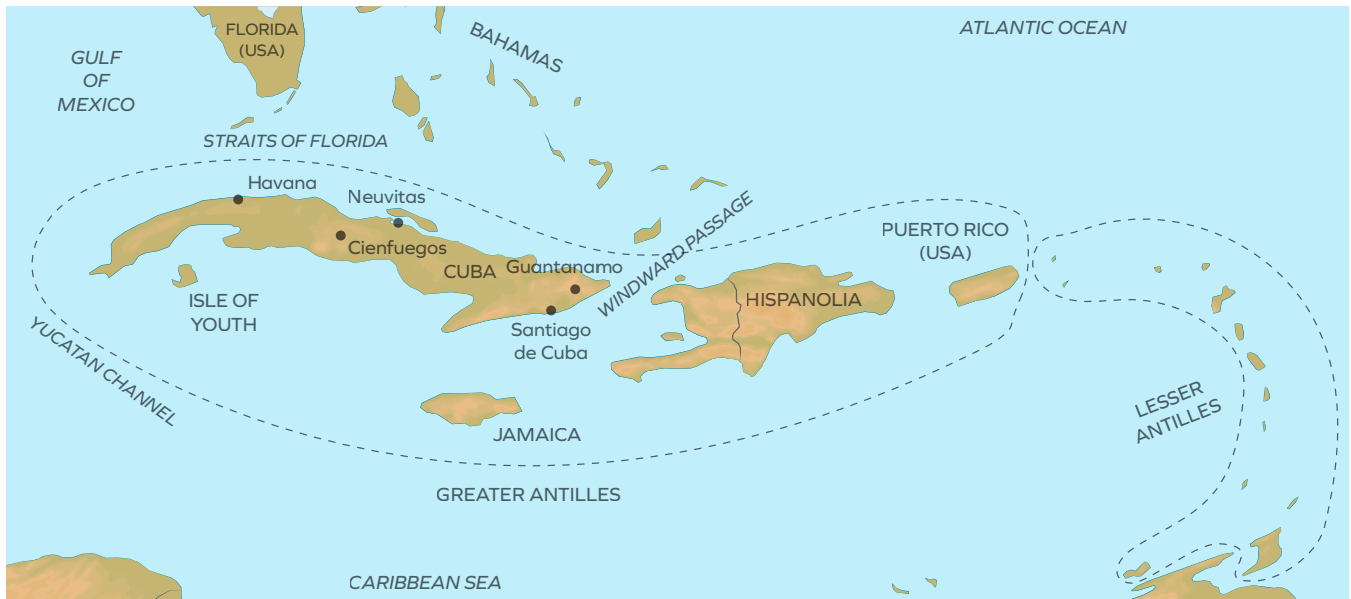 FLORIDA
(USA)
ATLANTIC OCEAN
BAHAMAS
GULF
OF
MEXICO
STRAITS OF FLORIDA
Havana
Neuvitas
Cienfuegos
CUBA
Guantanamo
WINDWARD PASSAGE
PUERTO RICO
(USA)
HISPANOLIA
ISLE OF
YOUTH
Santiago
de Cuba
YUCATAN CHANNEL
JAMAICA
LESSER
ANTILLES
GREATER ANTILLES
CARIBBEAN SEA